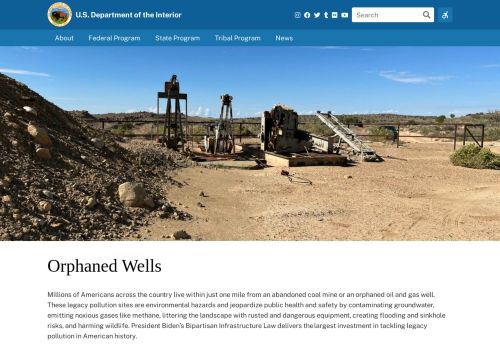 U.S. Department of the Interior
Search
About Federal Program State Program Tribal Program News
Orphaned Wells
Millions of Americans across the country live within just one mile from an abandoned coal mine or an orphaned oil and gas well.
These legacy pollution sites are environmental hazards and jeopardize public health and safety by contaminating groundwater,
emitting noxious gases like methane, littering the landscape with rusted and dangerous equipment, creating flooding and sinkhole
risks, and harming wildlife. President Biden's Bipartisan Infrastructure Law delivers the largest investment in tackling legacy
pollution in American history.